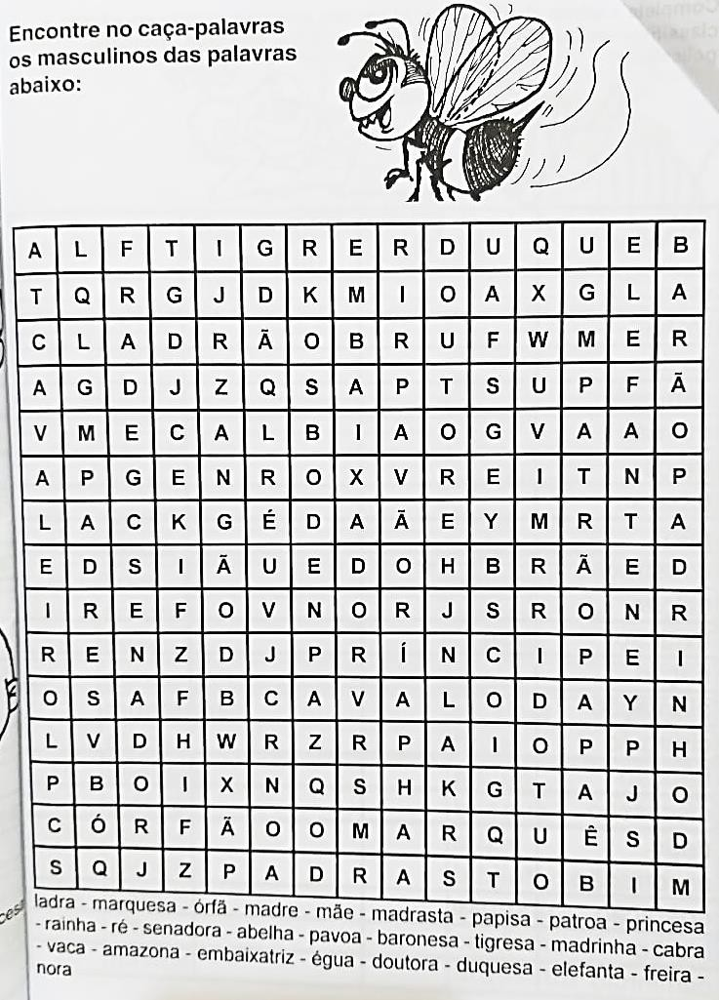 Encontre no caça-palavras
os masculinos das palavras
abaixo:
A L F T I G R E R D U Q U E B
T Q R G J D K M I O A X G L A
C L A D R Ã O B R U F W M E R
A G D J Z Q S A P T S U P F Ã
V M E C A L B I A O G V A A O
A P G E N R O X V R E I T N P
L A C K G É D A Ã E Y M R T A
E D S I Ã U E D O H B R Ã E D
I R E F O V N O R J S R O N R
R E N Z D J P R Í N C I P E I
O S A F B C A V A L O D A Y N
L V D H W R Z R P A I O P P H
P B O I X N Q S H K G T A J O
C Ó R F Ã O O M A R Q U Ê S D
S Q J Z P A D R A S T O B I M
ladra - marquesa - órfã - madre - mãe - madrasta - papisa - patroa - princesa
- rainha - ré - senadora - abelha - pavoa - baronesa - tigresa - madrinha - cabra
- vaca - amazona - embaixatriz - égua - doutora - duquesa - elefanta - freira -
nora